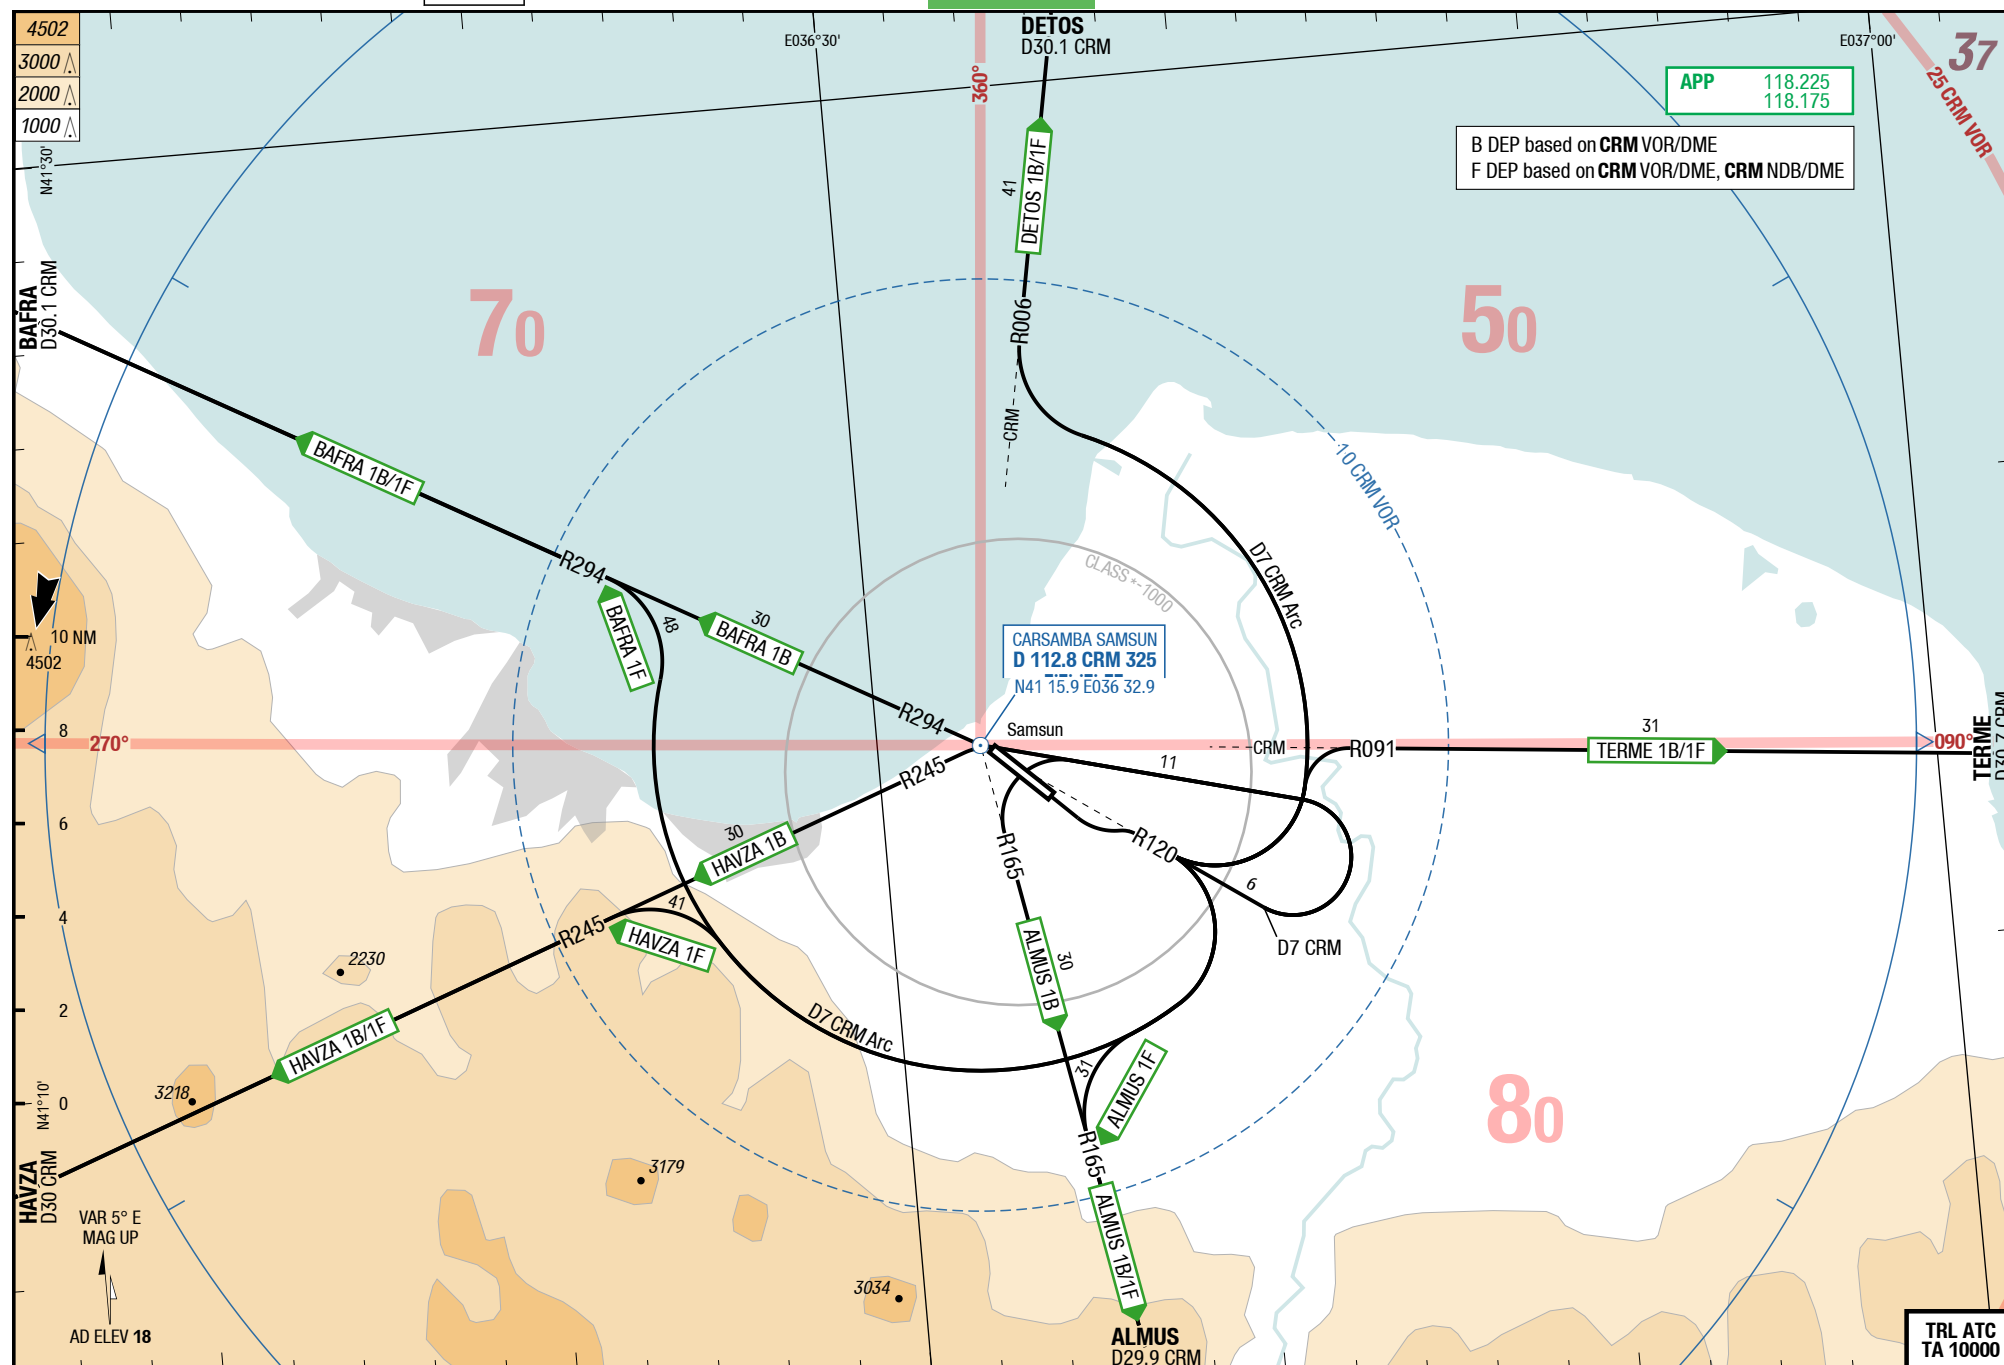 4502
3000
2000
1000
N41°30'
E036°30'
DETOS
D30.1 CRM
360°
E037°00'
37
25 CRM VOR
APP 118.225
118.175
B DEP based on CRM VOR/DME
F DEP based on CRM VOR/DME, CRM NDB/DME
41
DETOS 1B/1F
R006
CRM
70
50
BAFRA
D30.1 CRM
BAFRA 1B/1F
R294
BAFRA 1F
48
30
BAFRA 1B
R294
10 CRM VOR
D7 CRM Arc
CLASS *-1000
CARSAMBA SAMSUN
D 112.8 CRM 325
N41 15.9 E036 32.9
Samsun
10 NM
4502
8
6
4
2
0
270°
090°
CRM
R091
31
TERME 1B/1F
TERME
D30.7 CRM
11
R245
R165
R120
6
D7 CRM
30
HAVZA 1B
41
R245
HAVZA 1F
30
ALMUS 1B
2230
D7 CRM Arc
HAVZA 1B/1F
31
ALMUS 1F
80
3218
N41°10'
R165
HAVZA
D30 CRM
3179
ALMUS 1B/1F
VAR 5° E
MAG UP
3034
AD ELEV 18
ALMUS
D29.9 CRM
TRL ATC
TA 10000